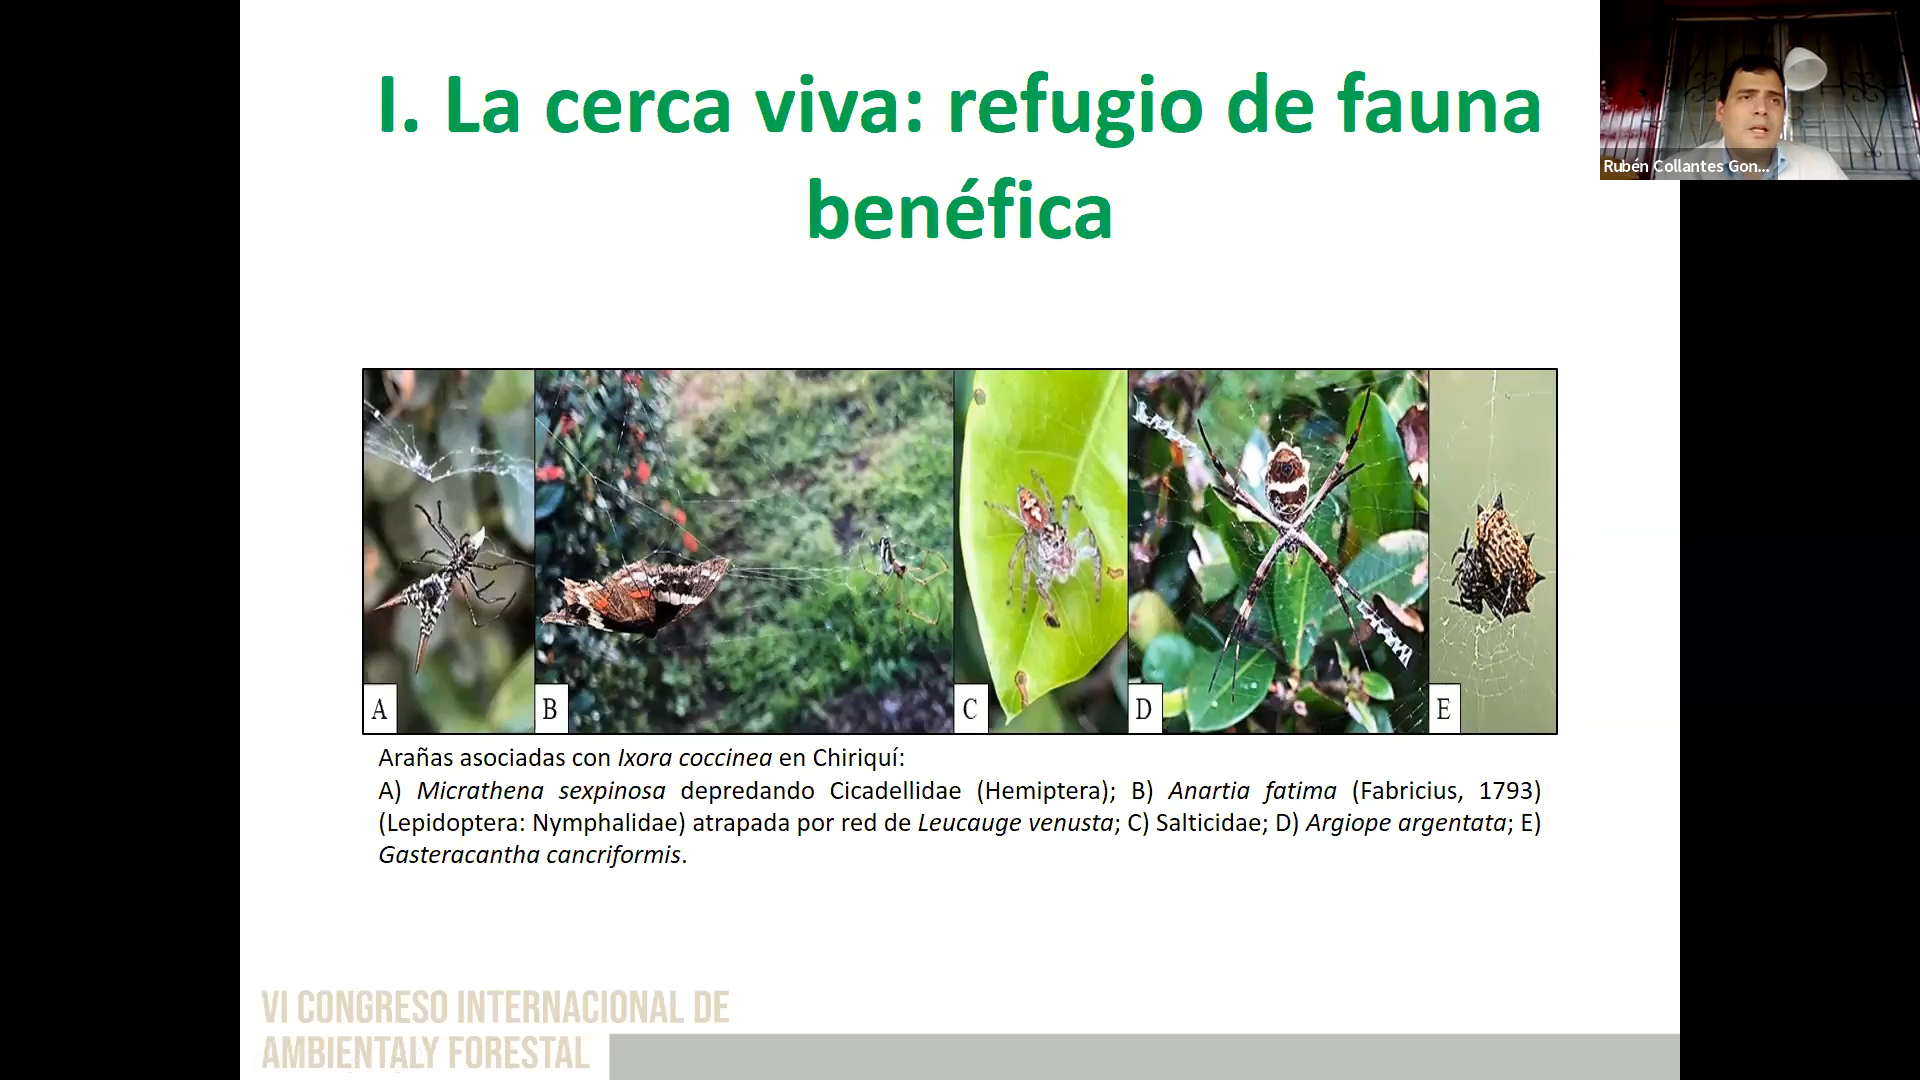 I. La cerca viva: refugio de fauna
benéfica
Rubén Collantes Gon...
A
B
C
D
E
Arañas asociadas con Ixora coccinea en Chiriquí:
A) Micrathena sexpinosa depredando Cicadellidae (Hemiptera); B) Anartia fatima (Fabricius, 1793)
(Lepidoptera: Nymphalidae) atrapada por red de Leucauge venusta; C) Salticidae; D) Argiope argentata; E)
Gasteracantha cancriformis.
VI CONGRESO INTERNACIONAL DE
AMBIENTALY FORESTAL